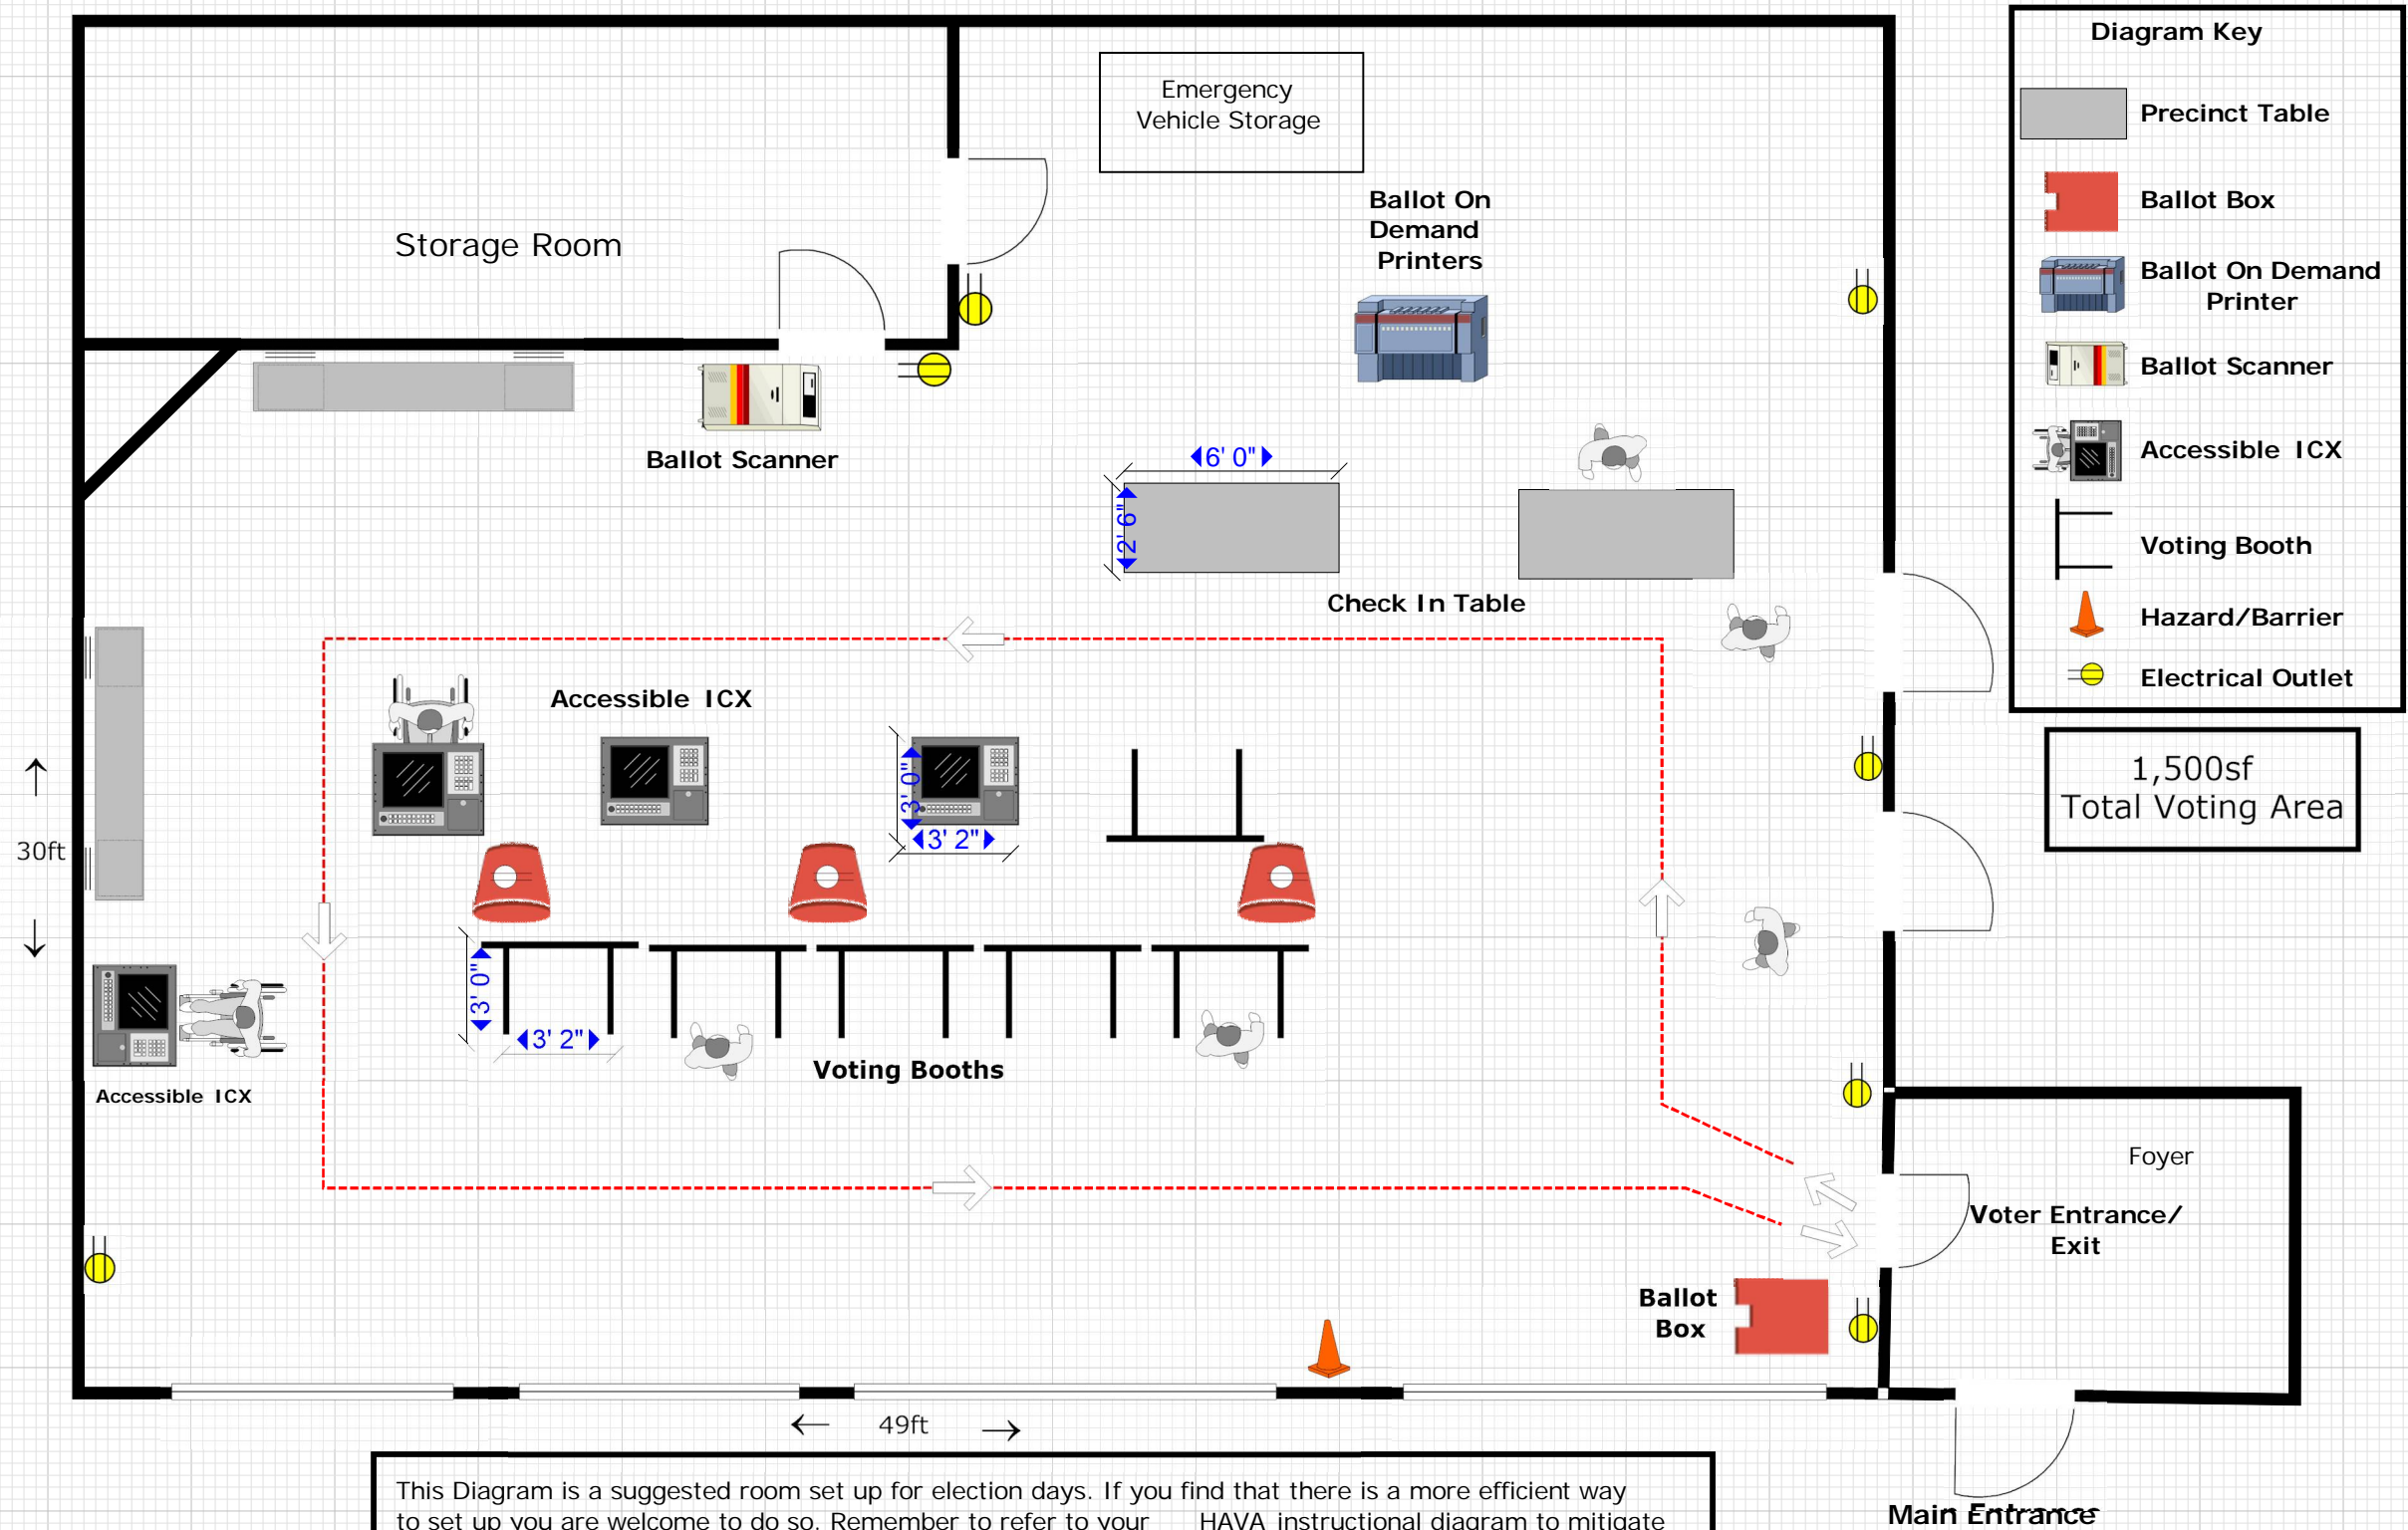 Emergency
Vehicle Storage
Storage Room
Ballot On
Demand
Printers
Ballot Scanner
6' 0"
2' 6"
Check In Table
Accessible ICX
3' 0"
3' 2"
30ft
3' 0"
3' 2"
Voting Booths
Accessible ICX
Foyer
Voter Entrance/
Exit
Ballot
Box
49ft
Main Entrance
Diagram Key
Precinct Table
Ballot Box
Ballot On Demand
Printer
Ballot Scanner
Accessible ICX
Voting Booth
Hazard/Barrier
Electrical Outlet
1,500sf
Total Voting Area
This Diagram is a suggested room set up for election days. If you find that there is a more efficient way
to set up you are welcome to do so. Remember to refer to your HAVA instructional diagram to mitigate